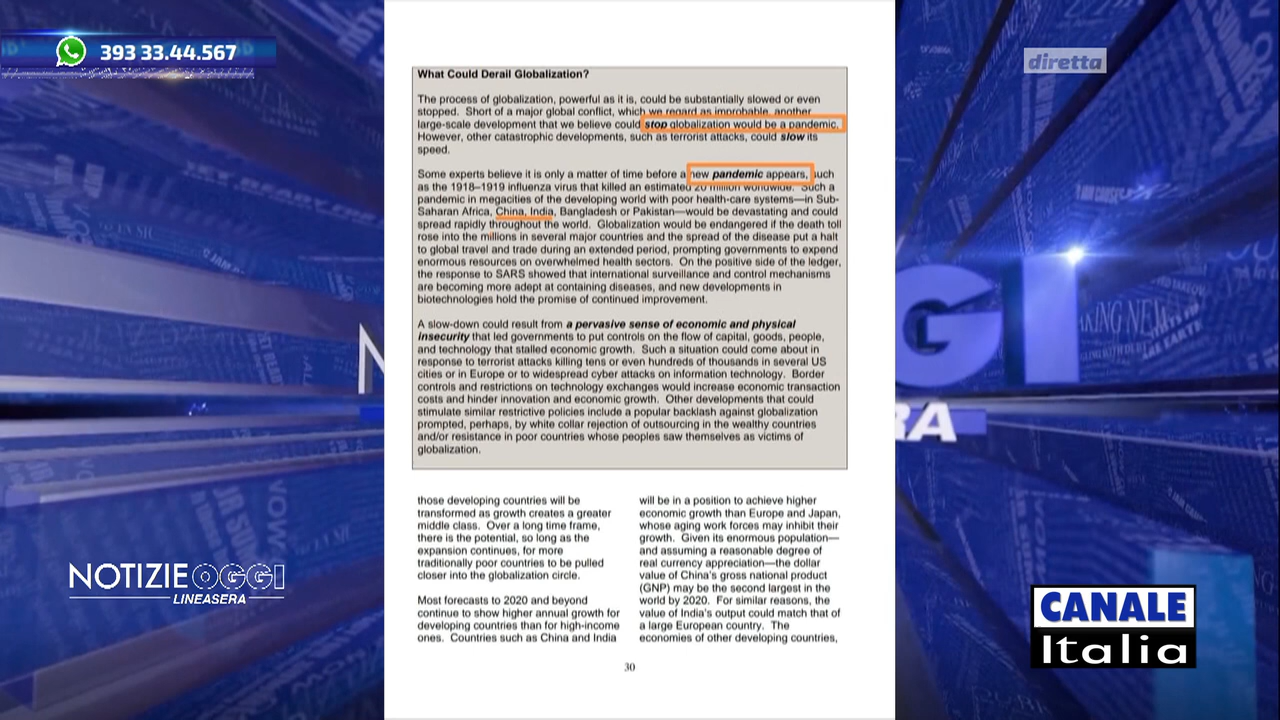 393 33.44.567
diretta
What Could Derail Globalization?
The process of globalization, powerful as it is, could be substantially slowed or even
stopped. Short of a major global conflict, which we regard as improbable, another
large-scale development that we believe could stop globalization would be a pandemic.
However, other catastrophic developments, such as terrorist attacks, could slow its
speed.
Some experts believe it is only a matter of time before a new pandemic appears, such
as the 1918–1919 influenza virus that killed an estimated 20 million worldwide. Such a
pandemic in megacities of the developing world with poor health-care systems—in Sub-
Saharan Africa, China, India, Bangladesh or Pakistan—would be devastating and could
spread rapidly throughout the world. Globalization would be endangered if the death toll
rose into the millions in several major countries and the spread of the disease put a halt
to global travel and trade during an extended period, prompting governments to expend
enormous resources on overwhelmed health sectors. On the positive side of the ledger,
the response to SARS showed that international surveillance and control mechanisms
are becoming more adept at containing diseases, and new developments in
biotechnologies hold the promise of continued improvement.
A slow-down could result from a pervasive sense of economic and physical
insecurity that led governments to put controls on the flow of capital, goods, people,
and technology that stalled economic growth. Such a situation could come about in
response to terrorist attacks killing tens or even hundreds of thousands in several US
cities or in Europe or to widespread cyber attacks on information technology. Border
controls and restrictions on technology exchanges would increase economic transaction
costs and hinder innovation and economic growth. Other developments that could
stimulate similar restrictive policies include a popular backlash against globalization
prompted, perhaps, by white collar rejection of outsourcing in the wealthy countries
and/or resistance in poor countries whose peoples saw themselves as victims of
globalization.
those developing countries will be
transformed as growth creates a greater
middle class. Over a long time frame,
there is the potential, so long as the
expansion continues, for more
traditionally poor countries to be pulled
closer into the globalization circle.
Most forecasts to 2020 and beyond
continue to show higher annual growth for
developing countries than for high-income
ones. Countries such as China and India
will be in a position to achieve higher
economic growth than Europe and Japan,
whose aging work forces may inhibit their
growth. Given its enormous population—
and assuming a reasonable degree of
real currency appreciation—the dollar
value of China's gross national product
(GNP) may be the second largest in the
world by 2020. For similar reasons, the
value of India's output could match that of
a large European country. The
economies of other developing countries,
30
NOTIZIE OGGI
LINEASERA
CANALE
Italia